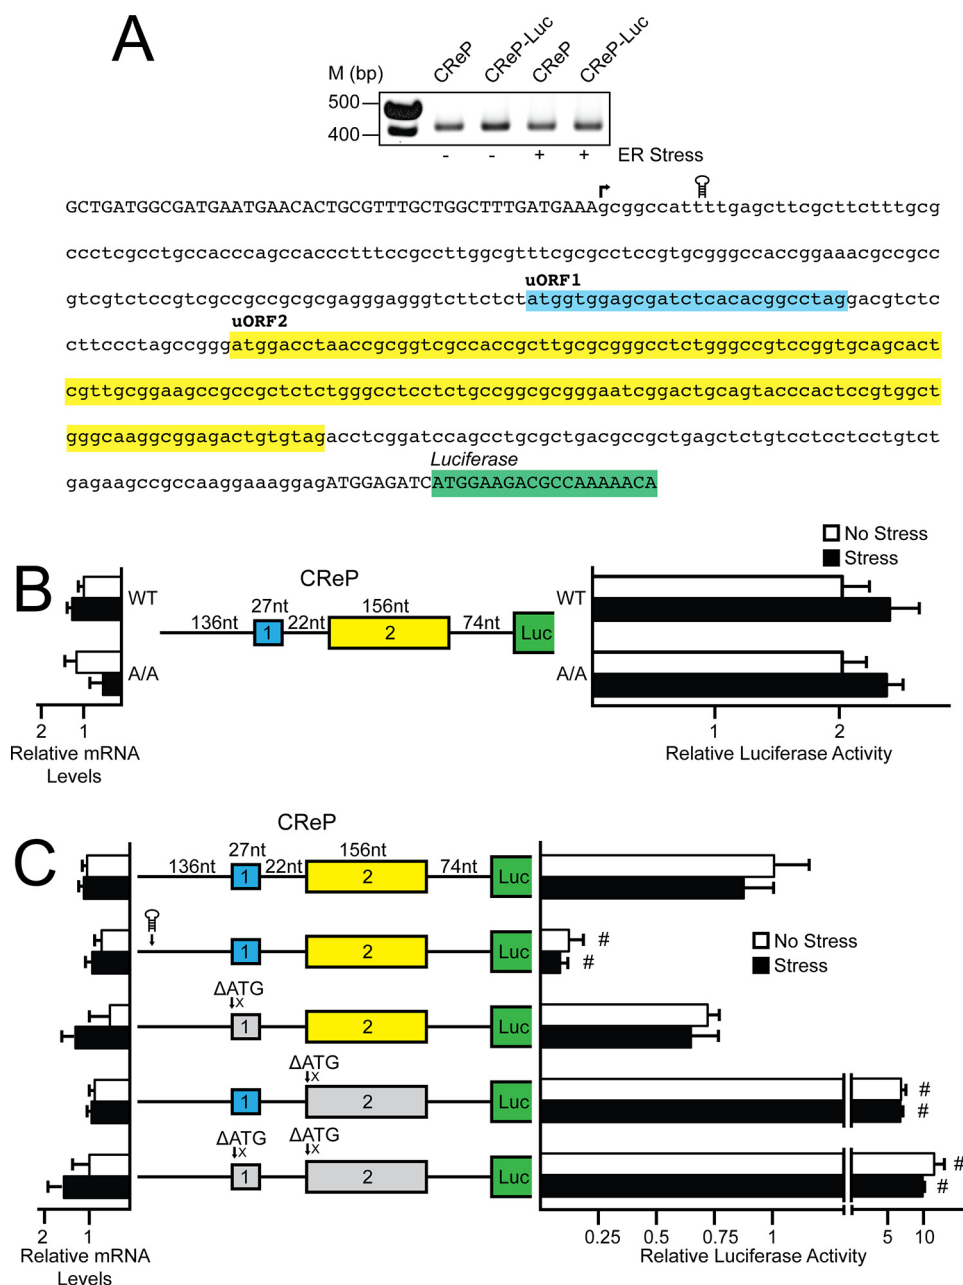 A
M (bp)
CReP
CReP-Luc
CReP
CReP-Luc
500
400
- - + + ER Stress
GCTGATGGCGATGAATGAACACTGCGTTTGCTGGCTTTGATGAAAgcggccattttgagcttcgcttctttgcg
ccctcgcctgccacccagccacccttttccgccttggcgtttcgcgcctccgtgcgggccaccggaaacgccgcc
gtcgtctccgtcgccgccgcgcgagggagggtcttctctatggtggagcgatctcacacggcctaggacgtctc
uORF1
cttccctagccgggatggacctaaccgcggtcgccaccgcttgcgcgggcctctgggccgtccggtgcagcact
uORF2
cgttgcggaagccgccgctctctgggcctcctctgccggcgcgggaatcggactgcagtacccactccgtggct
gggcaaggcggagactgtgtagacctcggatccagcctgcgctgacgccgctgagctctgtcctcctcctgtct
Luciferase
gagaagccgccaaggaaaggagATGGAGATCATGGAAGACGCCAAAAACA
B
CReP
No Stress
Stress
WT
A/A
136nt
27nt
22nt
156nt
74nt
1
2
Luc
WT
A/A
2 1
Relative mRNA
Levels
1 2
Relative Luciferase Activity
C
CReP
136nt
27nt
22nt
156nt
74nt
1 2 Luc
1 2 Luc
#
#
No Stress
Stress
ΔATG
x
1 2 Luc
ΔATG
x
1 2 Luc
#
#
ΔATG
x
ΔATG
x
1 2 Luc
#
#
2 1
Relative mRNA
Levels
0.25 0.5 0.75 1 5 10
Relative Luciferase Activity